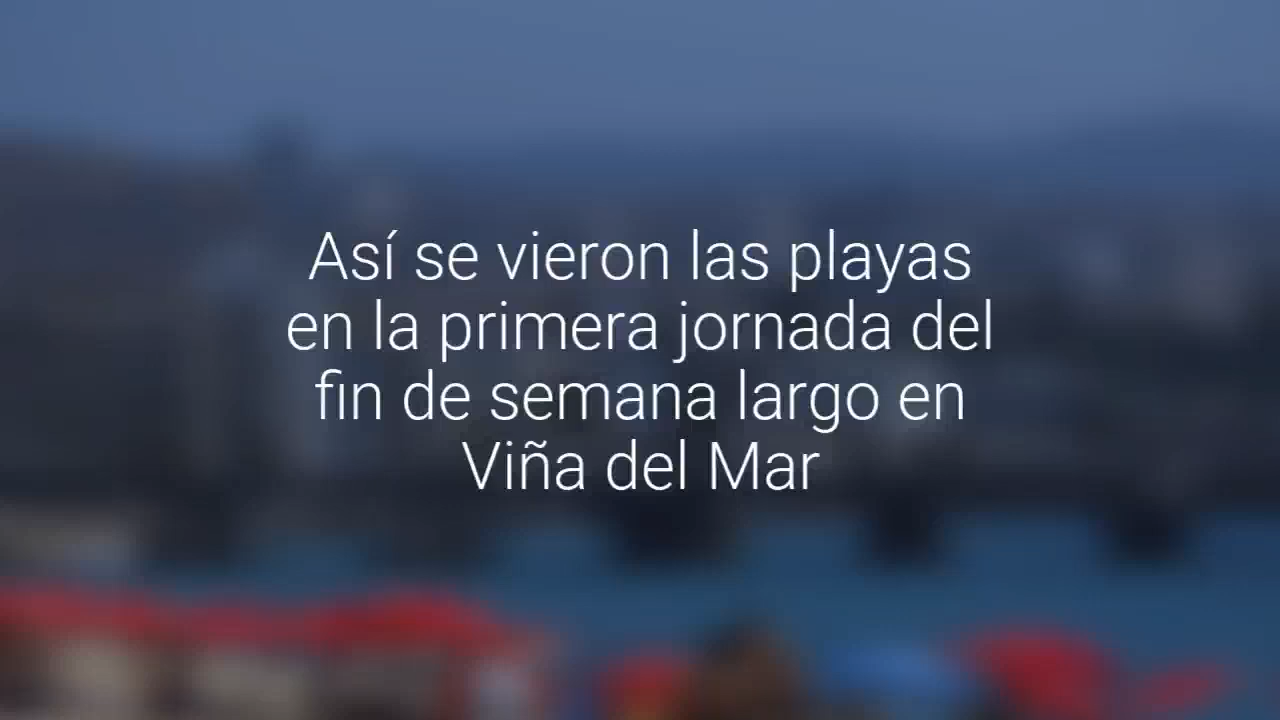 Así se vieron las playas
en la primera jornada del
fin de semana largo en
Viña del Mar